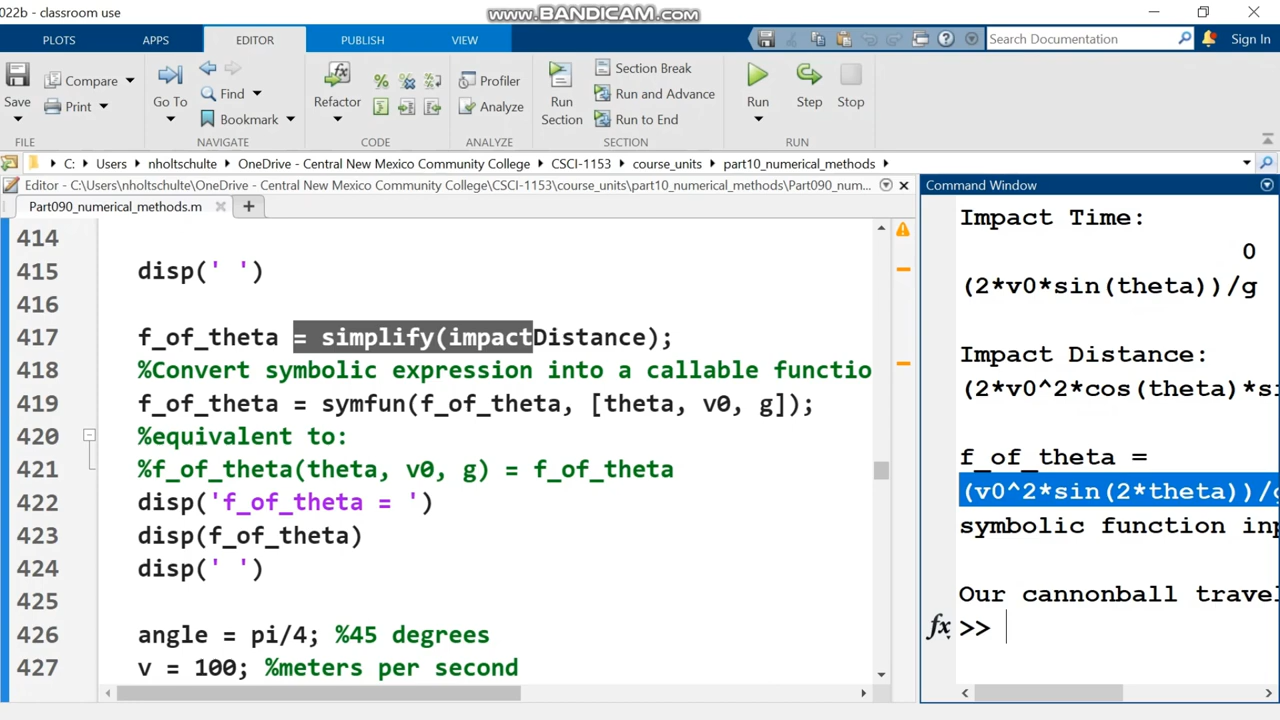 www.BANDICAM.com
022b - classroom use
PLOTS APPS EDITOR PUBLISH VIEW
Search Documentation Sign In
Save Compare Print FILE
Go To Find Bookmark NAVIGATE
Refactor CODE
Profiler Analyze ANALYZE
Run Section Section Break Run and Advance Run to End SECTION
Run Step Stop RUN
C: Users nholtschulte OneDrive - Central New Mexico Community College CSCI-1153 course_units part10_numerical_methods
Editor - C:\Users\nholtschulte\OneDrive - Central New Mexico Community College\CSCI-1153\course_units\part10_numerical_methods\Part090_num...
Part090_numerical_methods.m
414
415 disp(' ')
416
417 f_of_theta = simplify(impactDistance);
418 %Convert symbolic expression into a callable functio
419 f_of_theta = symfun(f_of_theta, [theta, v0, g]);
420 %equivalent to:
421 %f_of_theta(theta, v0, g) = f_of_theta
422 disp('f_of_theta = ')
423 disp(f_of_theta)
424 disp(' ')
425
426 angle = pi/4; %45 degrees
427 v = 100; %meters per second
Command Window
Impact Time:
0
(2*v0*sin(theta))/g
Impact Distance:
(2*v0^2*cos(theta)*si
f_of_theta =
(v0^2*sin(2*theta))/g
symbolic function inp
Our cannonball travel
fx >>